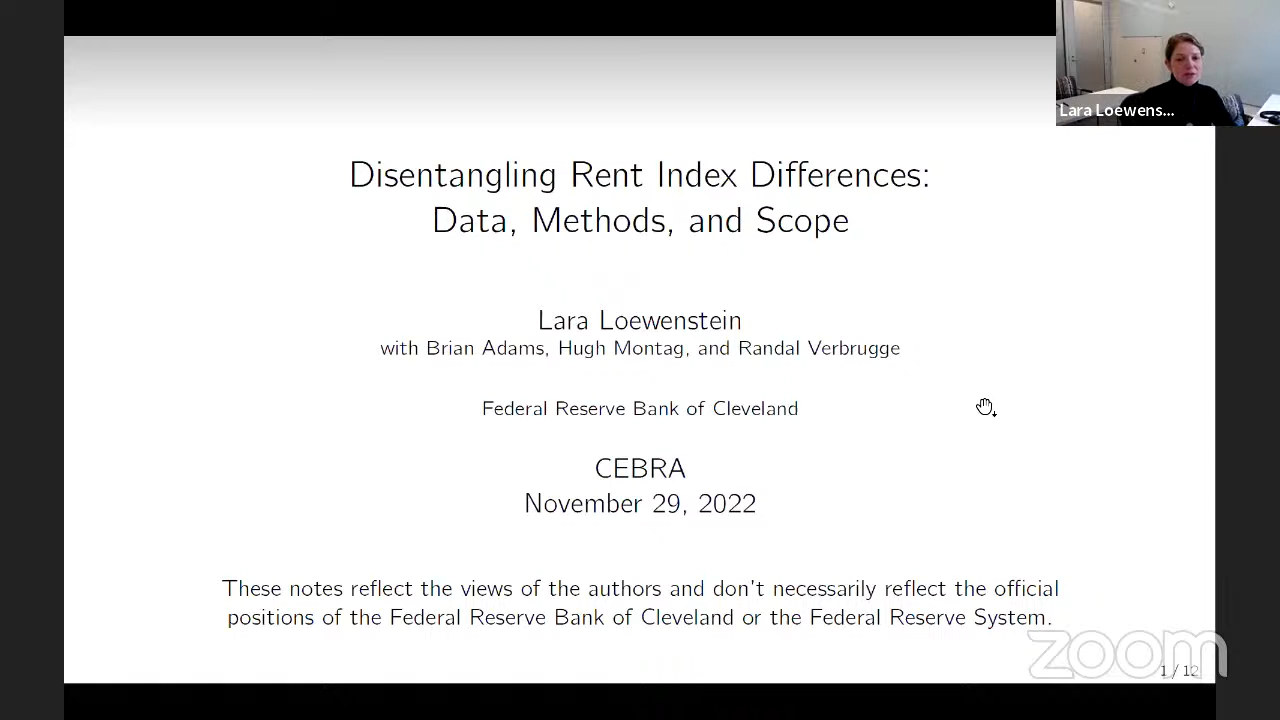 Lara Loewens...
Disentangling Rent Index Differences:
Data, Methods, and Scope
Lara Loewenstein
with Brian Adams, Hugh Montag, and Randal Verbrugge
Federal Reserve Bank of Cleveland
CEBRA
November 29, 2022
These notes reflect the views of the authors and don't necessarily reflect the official
positions of the Federal Reserve Bank of Cleveland or the Federal Reserve System.
zoom
1 / 12